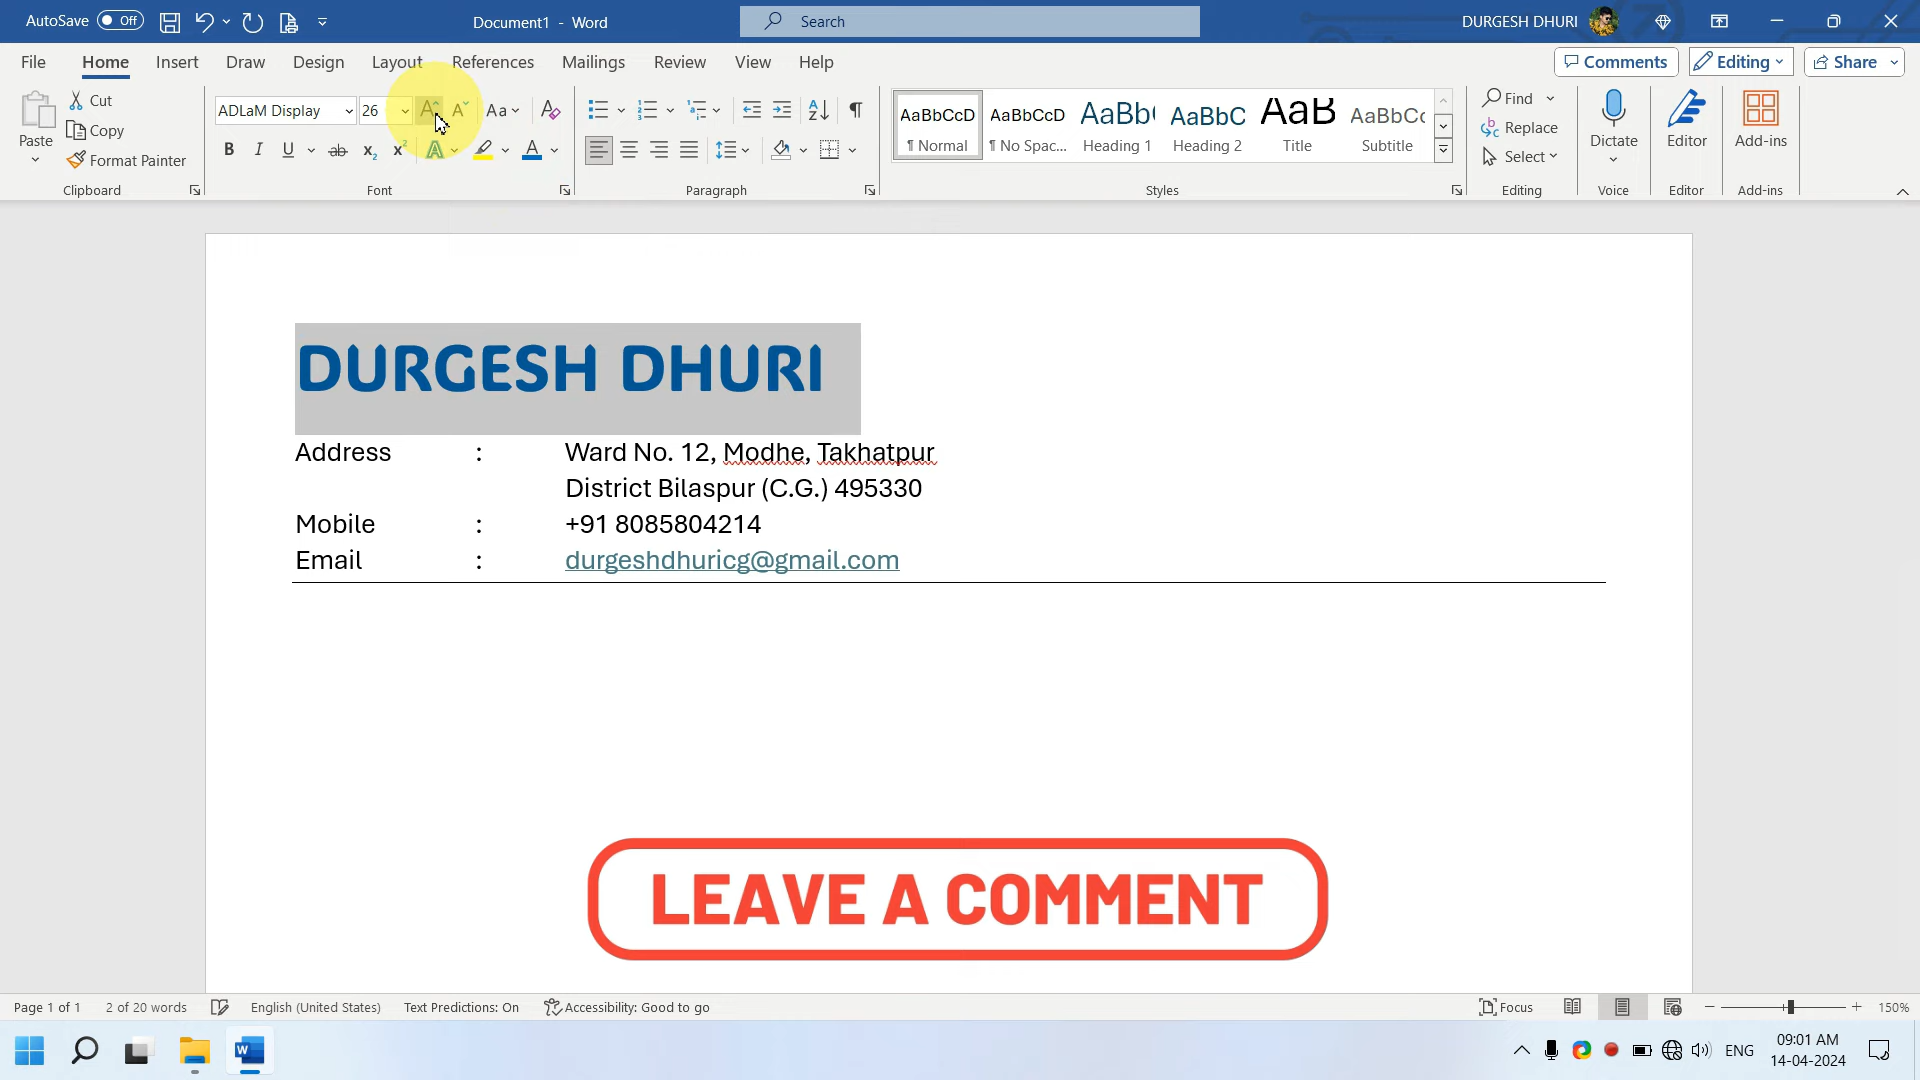 AutoSave Off Document1 - Word Search DURGESH DHURI
File Home Insert Draw Design Layout References Mailings Review View Help Comments Editing Share
Paste
Cut
Copy
Format Painter
Clipboard
ADLaM Display 26 Aa
B I U ab x₂ x² A A
Font
Paragraph
AaBbCcD AaBbCcD AaBb( AaBbC AaB AaBbCc
¶ Normal ¶ No Spac... Heading 1 Heading 2 Title Subtitle
Styles
Find
Replace
Select
Editing
Dictate
Voice
Editor
Editor
Add-ins
Add-ins
DURGESH DHURI
Address : Ward No. 12, Modhe, Takhatpur
District Bilaspur (C.G.) 495330
Mobile : +91 8085804214
Email : durgeshdhuricg@gmail.com
LEAVE A COMMENT
Page 1 of 1 2 of 20 words English (United States) Text Predictions: On Accessibility: Good to go Focus 150%
ENG 09:01 AM
14-04-2024